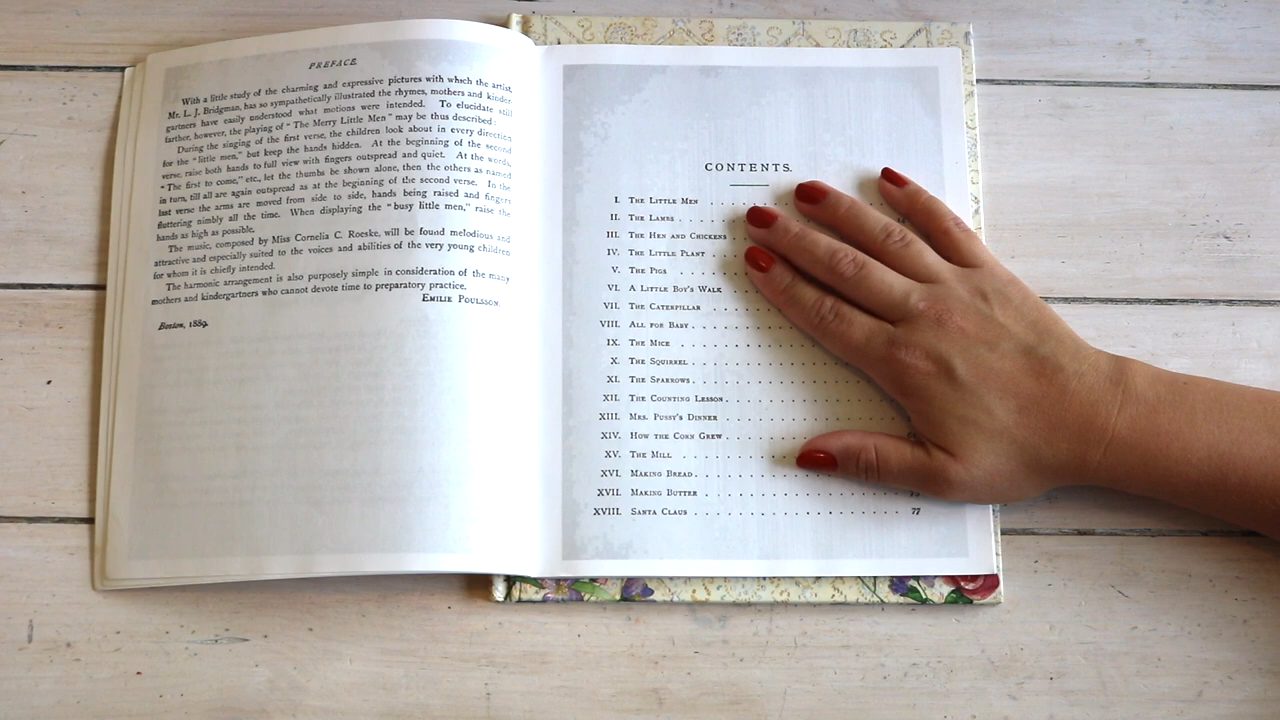 PREFACE.
With a little study of the charming and expressive pictures with which the artist,
Mr. L. J. Bridgman, has so sympathetically illustrated the rhymes, mothers and kinder-
gartners have easily understood what motions were intended. To elucidate still
farther, however, the playing of "The Merry Little Men" may be thus described:
During the singing of the first verse, the children look about in every direction
for the "little men," but keep the hands hidden. At the beginning of the second
verse, raise both hands to full view with fingers outspread and quiet. At the words,
"The first to come," etc., let the thumbs be shown alone, then the others as named
in turn, till all are again outspread as at the beginning of the second verse. In the
last verse the arms are moved from side to side, hands being raised and fingers
fluttering nimbly all the time. When displaying the "busy little men," raise the
hands as high as possible.
The music, composed by Miss Cornelia C. Roeske, will be found melodious and
attractive and especially suited to the voices and abilities of the very young children
for whom it is chiefly intended.
The harmonic arrangement is also purposely simple in consideration of the many
mothers and kindergartners who cannot devote time to preparatory practice.
EMILIE POULSSON.
Boston, 1889.
CONTENTS.
I. THE LITTLE MEN
II. THE LAMBS
III. THE HEN AND CHICKENS
IV. THE LITTLE PLANT
V. THE PIGS
VI. A LITTLE BOY'S WALK
VII. THE CATERPILLAR
VIII. ALL FOR BABY
IX. THE MICE
X. THE SQUIRREL
XI. THE SPARROWS
XII. THE COUNTING LESSON
XIII. MRS. PUSSY'S DINNER
XIV. HOW THE CORN GREW
XV. THE MILL
XVI. MAKING BREAD
XVII. MAKING BUTTER
XVIII. SANTA CLAUS 77